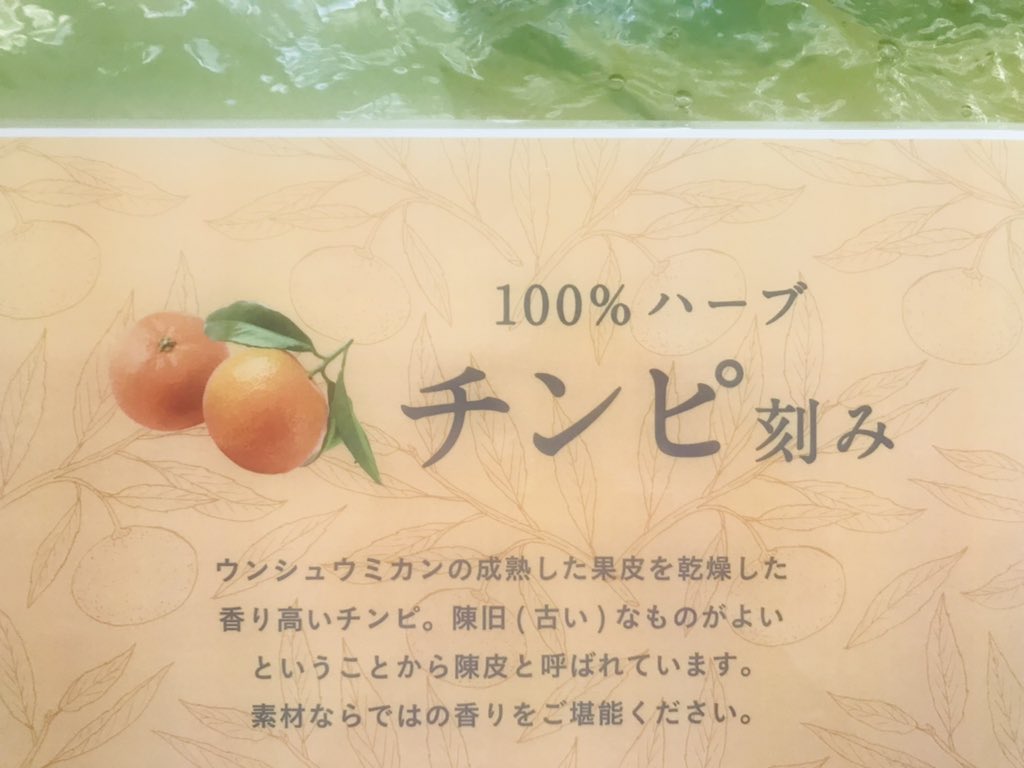 100%ハーブ
チンピ刻み
ウンシュウミカンの成熟した果皮を乾燥した
香り高いチンピ。陳旧(古い)なものがよい
ということから陳皮と呼ばれています。
素材ならではの香りをご堪能ください。